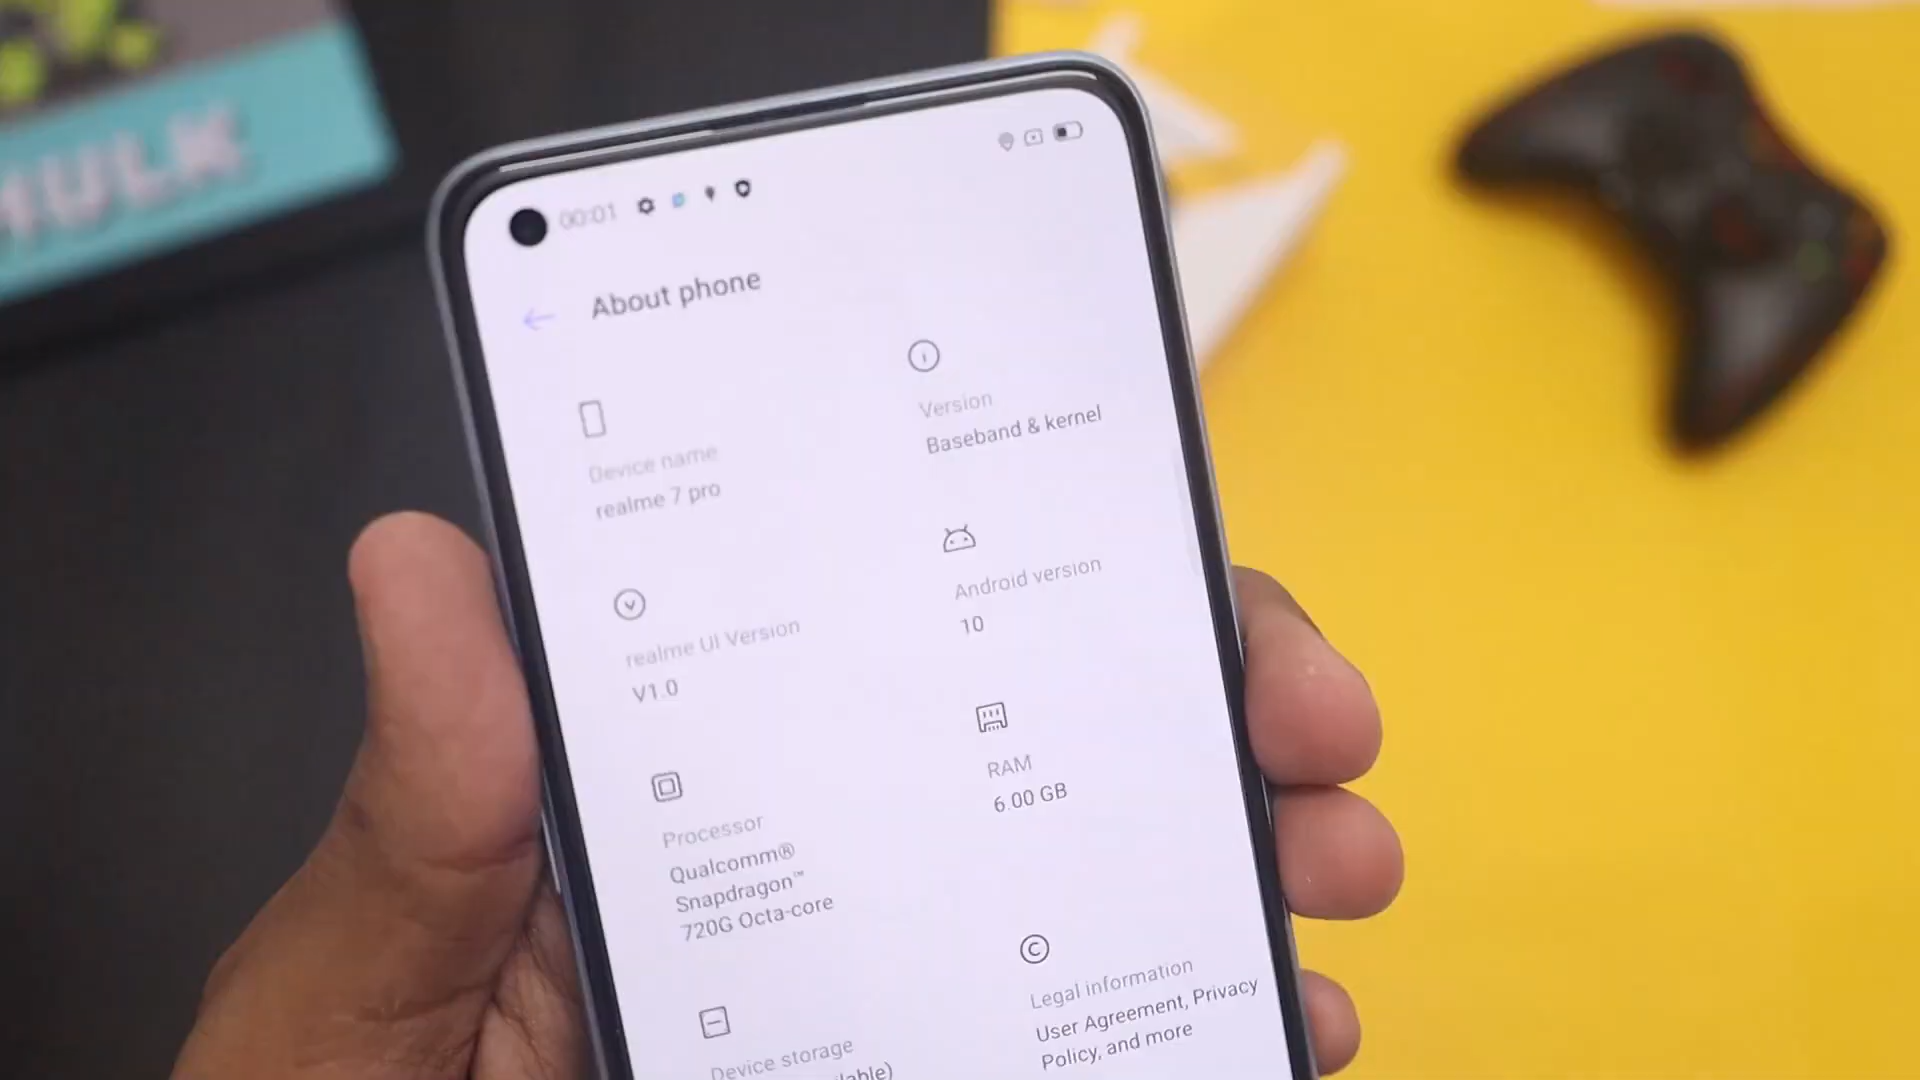 HULK
00:01
About phone
Device name
realme 7 pro
Version
Baseband & kernel
realme UI Version
V1.0
Android version
10
Processor
Qualcomm®
Snapdragon™
720G Octa-core
RAM
6.00 GB
Device storage
lable)
Legal information
User Agreement, Privacy
Policy, and more